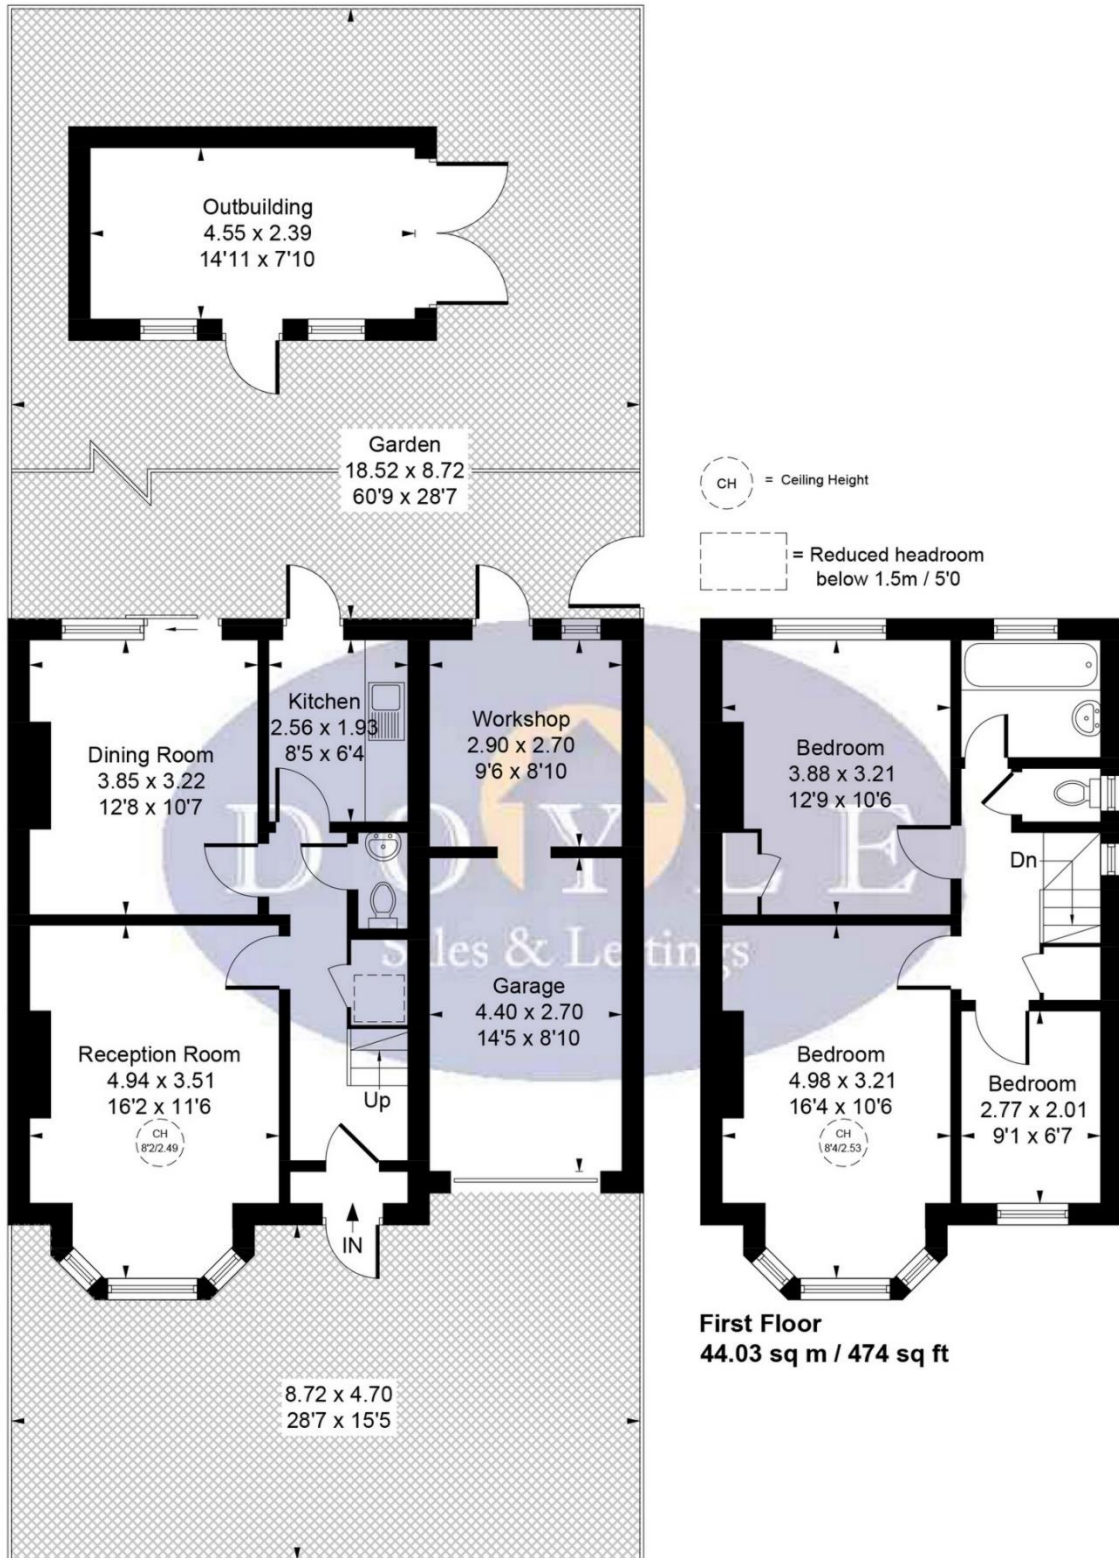 Outbuilding
4.55 x 2.39
14'11 x 7'10
Garden
18.52 x 8.72
60'9 x 28'7
CH
= Ceiling Height
= Reduced headroom
below 1.5m / 5'0
Kitchen
2.56 x 1.93
8'5 x 6'4
Workshop
2.90 x 2.70
9'6 x 8'10
Dining Room
3.85 x 3.22
12'8 x 10'7
Bedroom
3.88 x 3.21
12'9 x 10'6
DOYLE
Sales & Lettings
Dn
Garage
4.40 x 2.70
14'5 x 8'10
Reception Room
4.94 x 3.51
16'2 x 11'6
CH
8'2/2.49
Up
IN
Bedroom
4.98 x 3.21
16'4 x 10'6
CH
8'4/2.53
Bedroom
2.77 x 2.01
9'1 x 6'7
First Floor
44.03 sq m / 474 sq ft
8.72 x 4.70
28'7 x 15'5